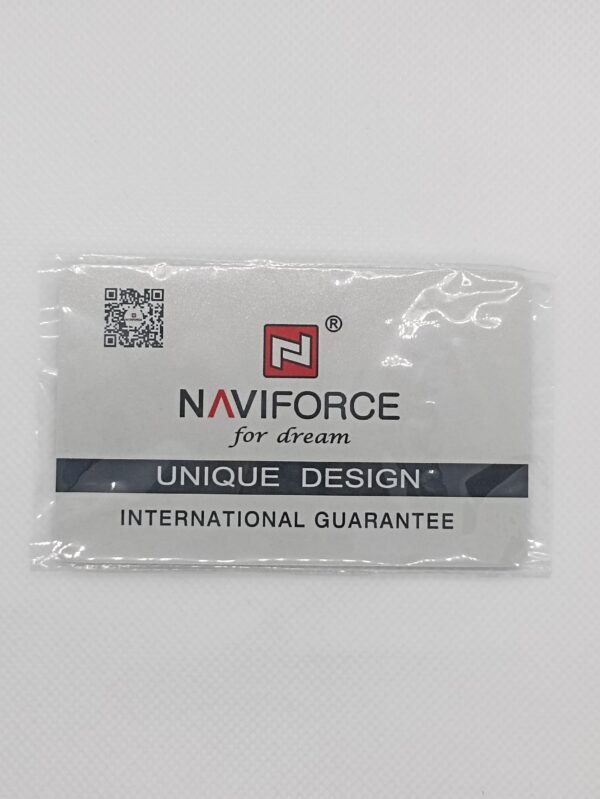 ®
NAVIFORCE
for dream
UNIQUE DESIGN
INTERNATIONAL GUARANTEE